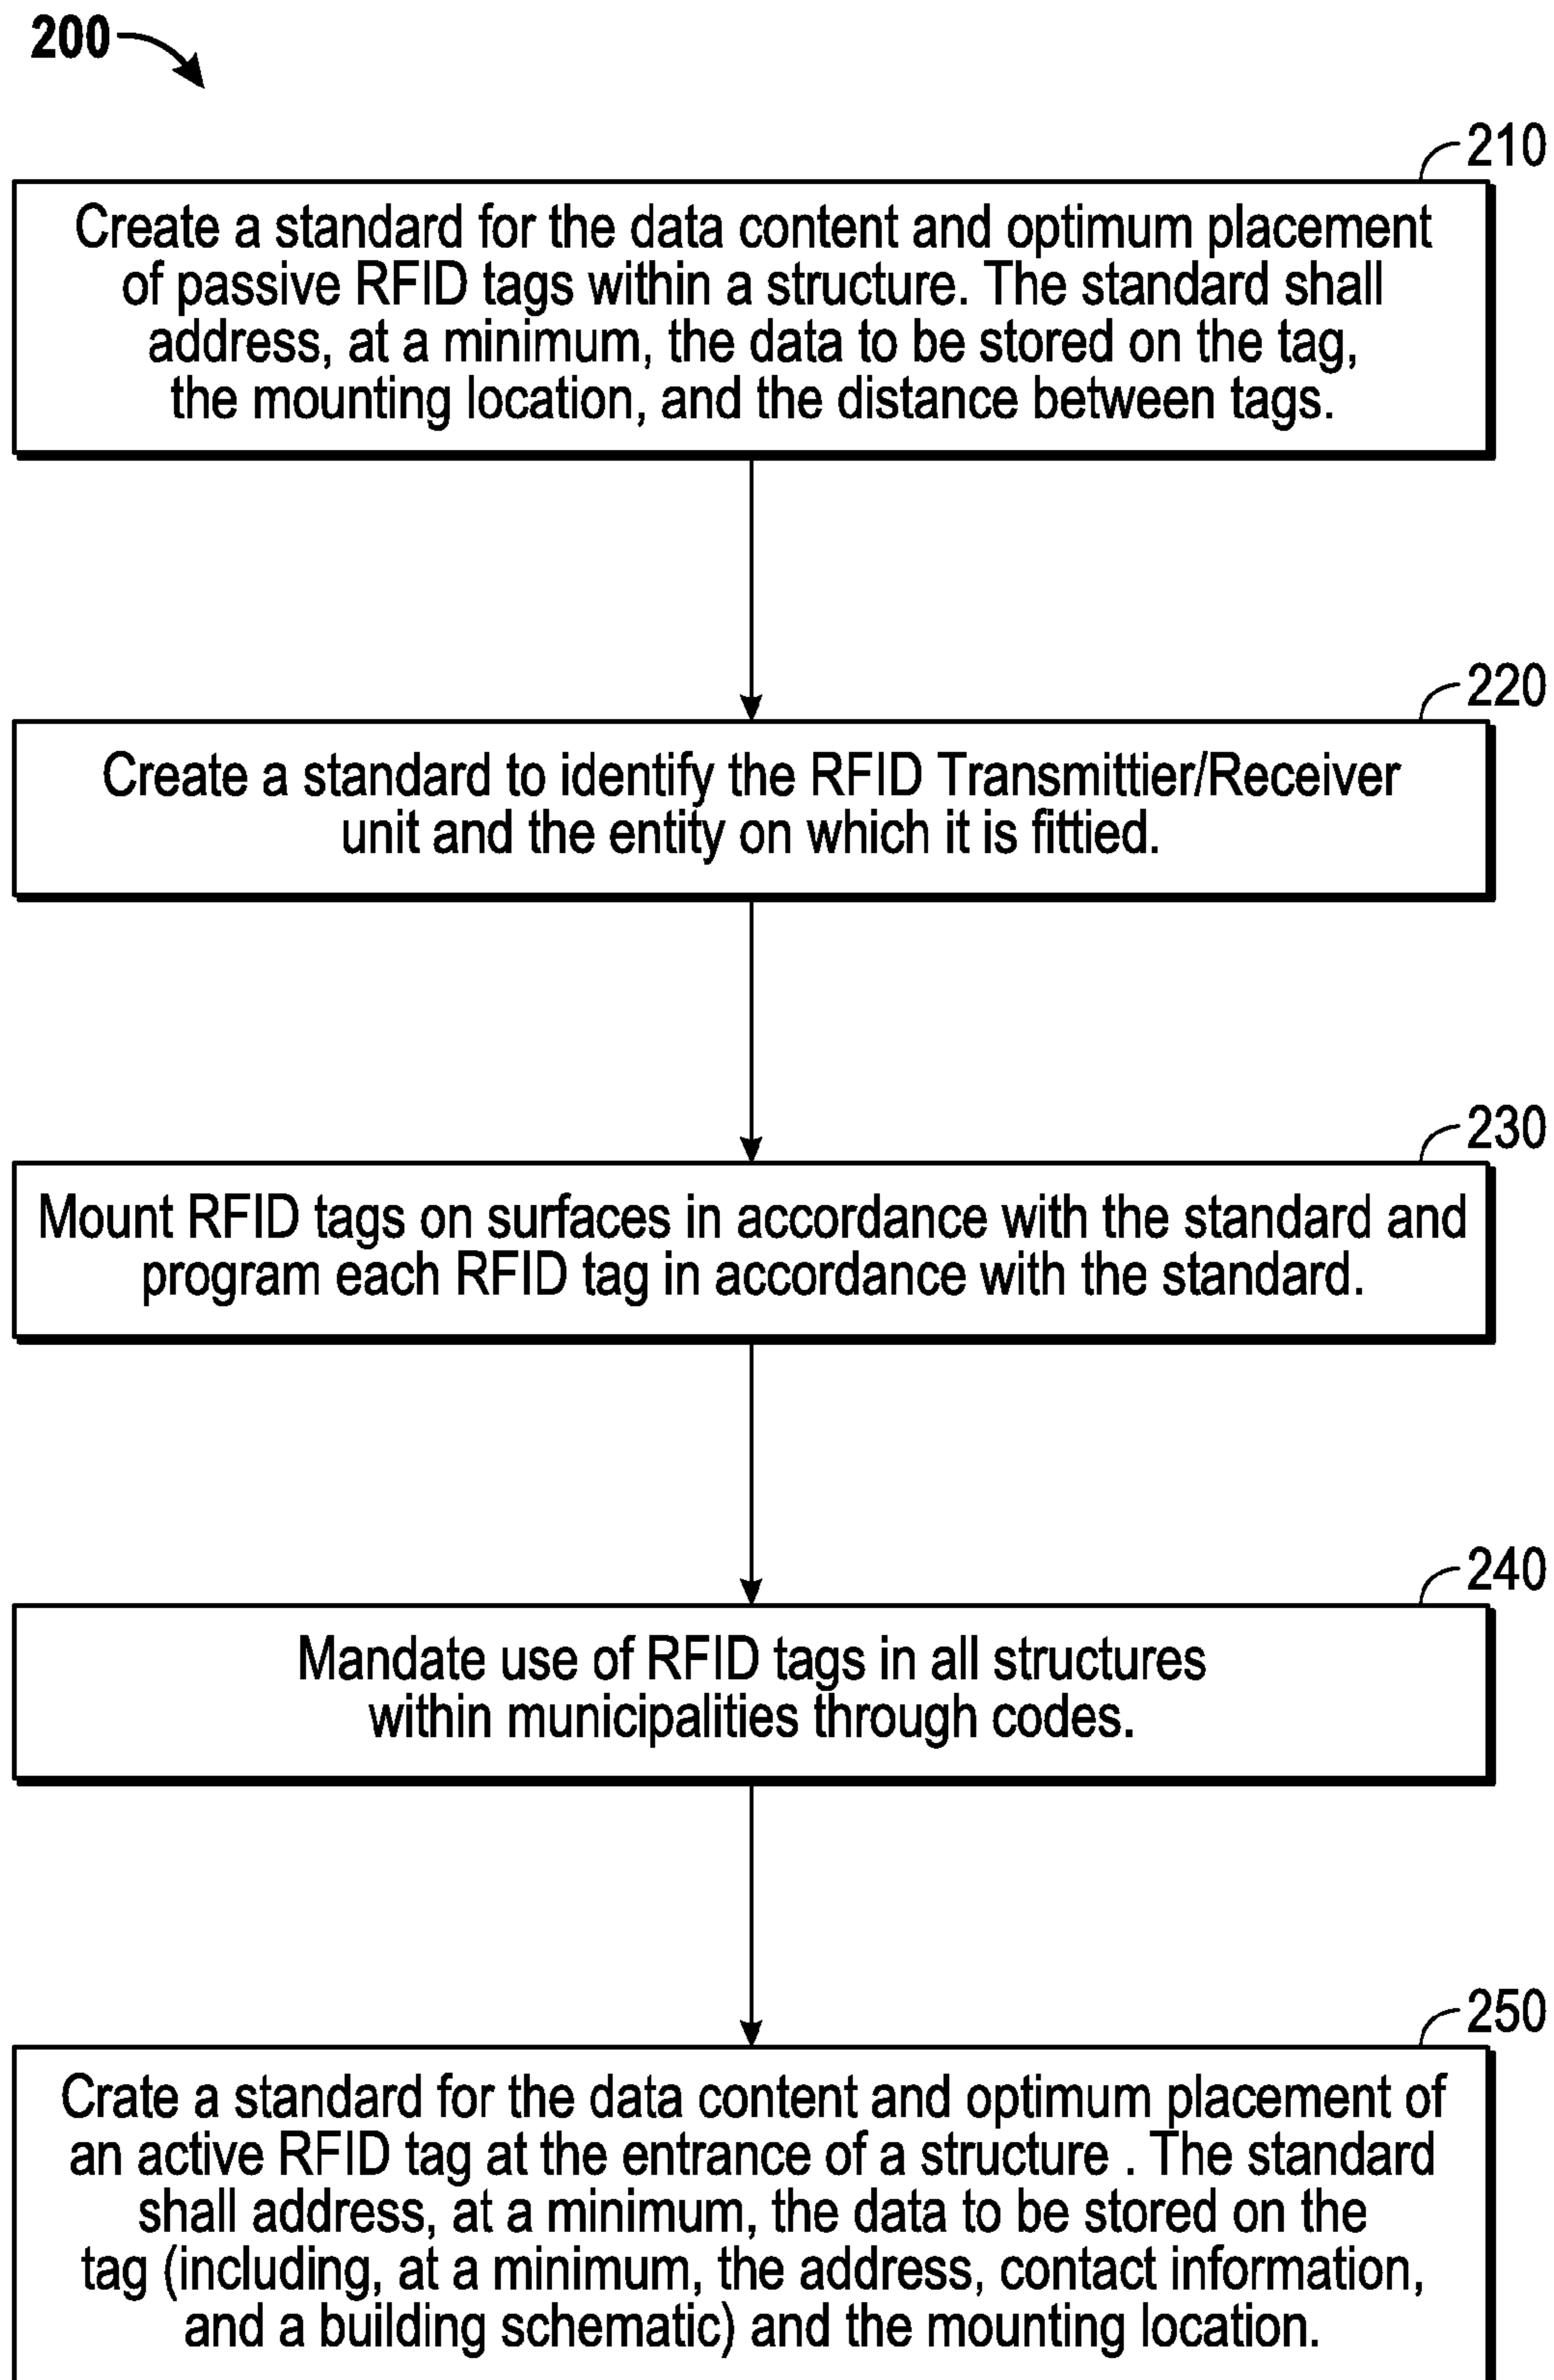 200
210
Create a standard for the data content and optimum placement
of passive RFID tags within a structure. The standard shall
address, at a minimum, the data to be stored on the tag,
the mounting location, and the distance between tags.
220
Create a standard to identify the RFID Transmittier/Receiver
unit and the entity on which it is fittied.
230
Mount RFID tags on surfaces in accordance with the standard and
program each RFID tag in accordance with the standard.
240
Mandate use of RFID tags in all structures
within municipalities through codes.
250
Crate a standard for the data content and optimum placement of
an active RFID tag at the entrance of a structure . The standard
shall address, at a minimum, the data to be stored on the
tag (including, at a minimum, the address, contact information,
and a building schematic) and the mounting location.